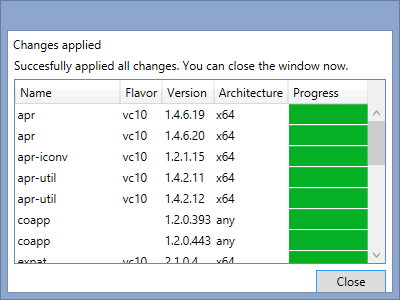 Changes applied
Succesfully applied all changes. You can close the window now.
Name Flavor Version Architecture Progress
apr vc10 1.4.6.19 x64
apr vc10 1.4.6.20 x64
apr-iconv vc10 1.2.1.15 x64
apr-util vc10 1.4.2.11 x64
apr-util vc10 1.4.2.12 x64
coapp 1.2.0.393 any
coapp 1.2.0.443 any
expat vc10 2.1.0.4 x64
Close